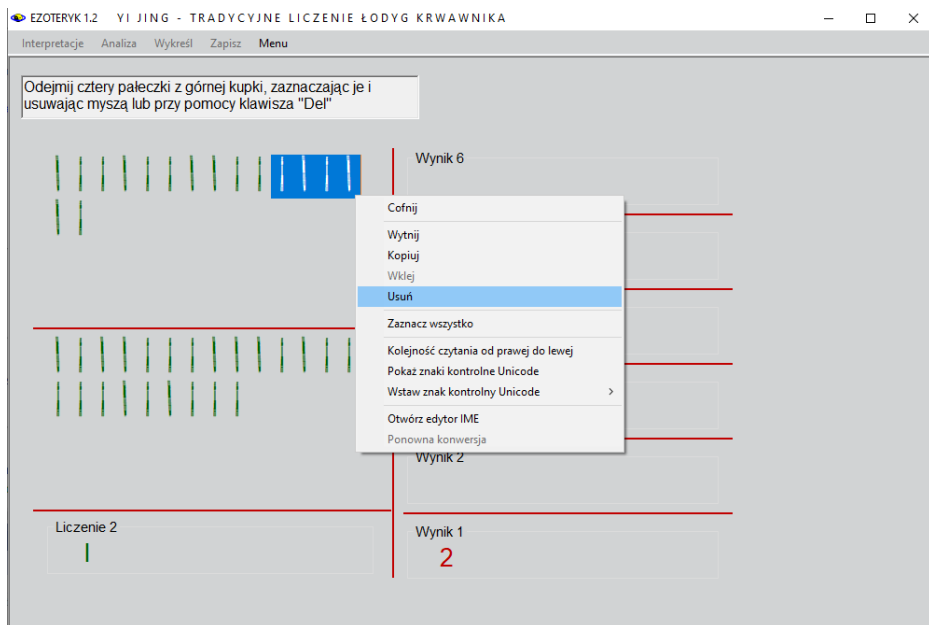 EZOTERYK 1.2 YI JING - TRADYCYJNE LICZENIE ŁODYG KRWAWNIKA
Interpretacje Analiza Wykreśl Zapisz Menu
Odejmij cztery pałeczki z górnej kupki, zaznaczając je i
usuwając myszą lub przy pomocy klawisza "Del"
Wynik 6
Cofnij
Wytnij
Kopiuj
Wklej
Usuń
Zaznacz wszystko
Kolejność czytania od prawej do lewej
Pokaż znaki kontrolne Unicode
Wstaw znak kontrolny Unicode
Otwórz edytor IME
Ponowna konwersja
Wynik 2
Liczenie 2
Wynik 1
2